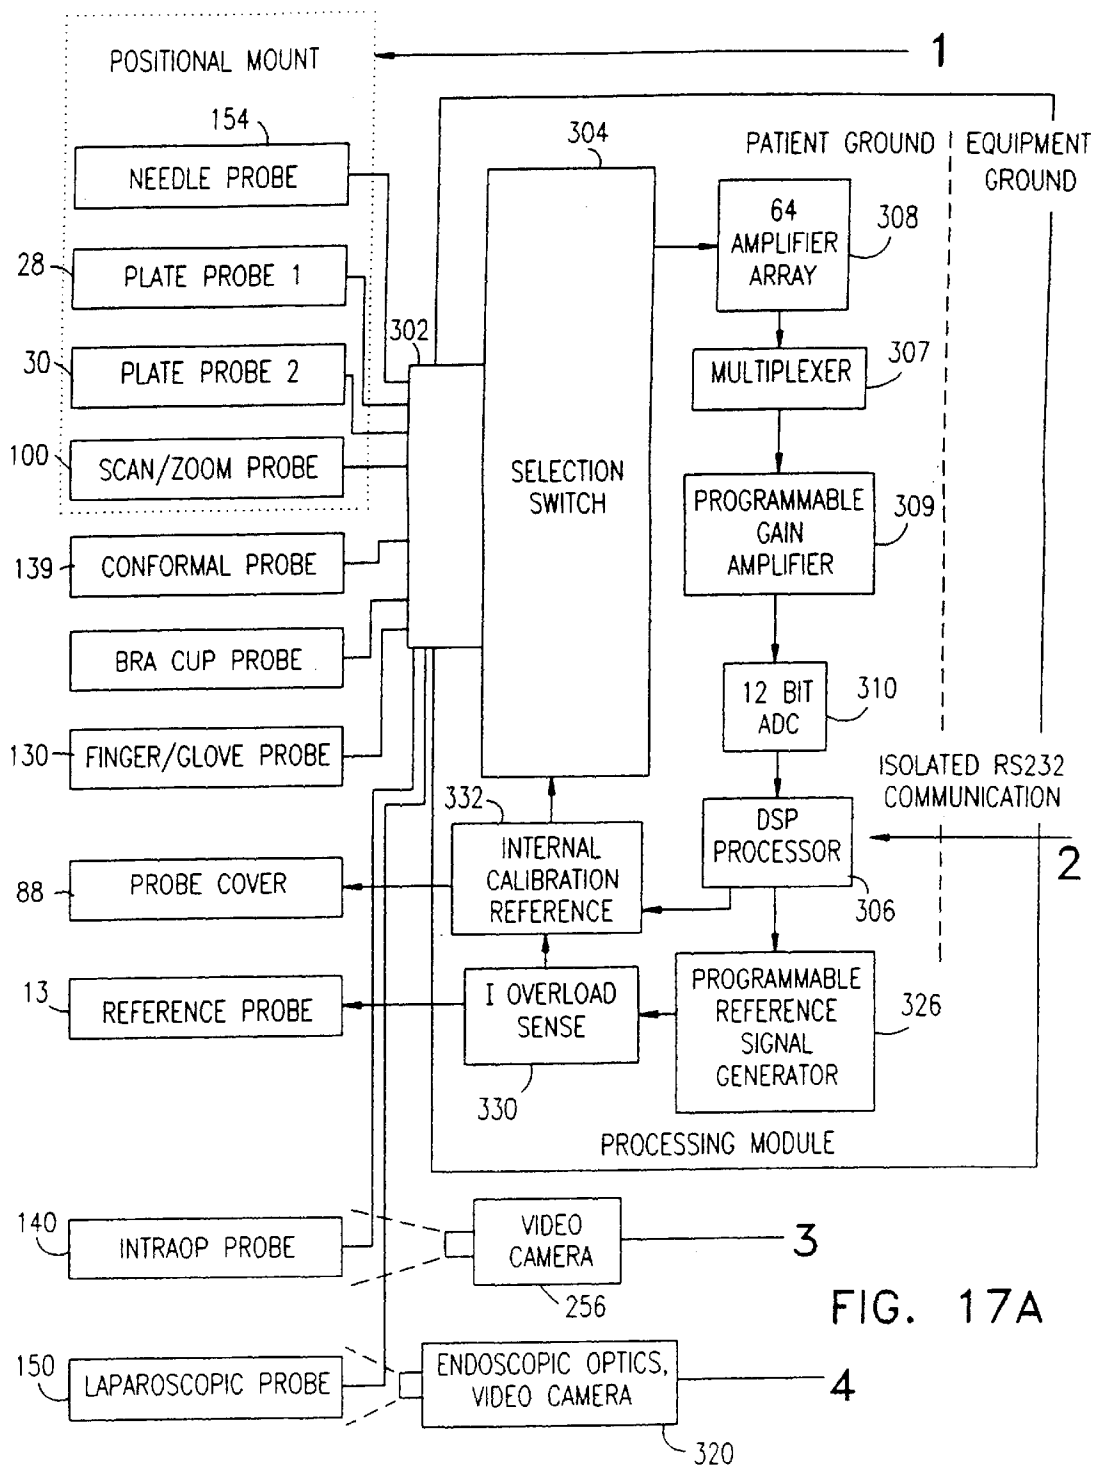 POSITIONAL MOUNT
1
154
NEEDLE PROBE
28
PLATE PROBE 1
30
PLATE PROBE 2
100
SCAN/ZOOM PROBE
139
CONFORMAL PROBE
BRA CUP PROBE
130
FINGER/GLOVE PROBE
88
PROBE COVER
13
REFERENCE PROBE
140
INTRAOP PROBE
150
LAPAROSCOPIC PROBE
302
304
SELECTION
SWITCH
PATIENT GROUND
EQUIPMENT
GROUND
64
AMPLIFIER
ARRAY
308
MULTIPLEXER
307
PROGRAMMABLE
GAIN
AMPLIFIER
309
12 BIT
ADC
310
ISOLATED RS232
COMMUNICATION
2
DSP
PROCESSOR
306
332
INTERNAL
CALIBRATION
REFERENCE
I OVERLOAD
SENSE
330
PROGRAMMABLE
REFERENCE
SIGNAL
GENERATOR
326
PROCESSING MODULE
VIDEO
CAMERA
256
3
ENDOSCOPIC OPTICS,
VIDEO CAMERA
320
4
FIG. 17A